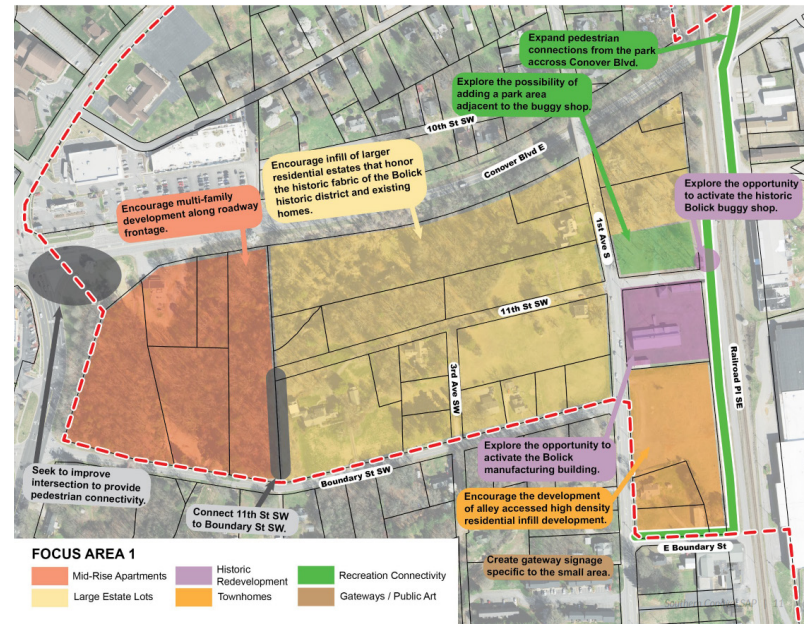 Expand pedestrian
connections from the park
accross Conover Blvd.
Explore the possibility of
adding a park area
adjacent to the buggy shop.
10th St SW
Encourage infill of larger
residential estates that honor
the historic fabric of the Bolick
historic district and existing
homes.
Conover Blvd E
Explore the opportunity
to activate the historic
Bolick buggy shop.
Encourage multi-family
development along roadway
frontage.
1st Ave S
11th St SW
3rd Ave SW
Railroad Pl SE
Explore the opportunity to
activate the Bolick
manufacturing building.
Seek to improve
intersection to provide
pedestrian connectivity.
Boundary St SW
Connect 11th St SW
to Boundary St SW.
Encourage the development
of alley accessed high density
residential infill development.
E Boundary St
Create gateway signage
specific to the small area.
FOCUS AREA 1
Mid-Rise Apartments
Historic
Redevelopment
Recreation Connectivity
Large Estate Lots
Townhomes
Gateways / Public Art